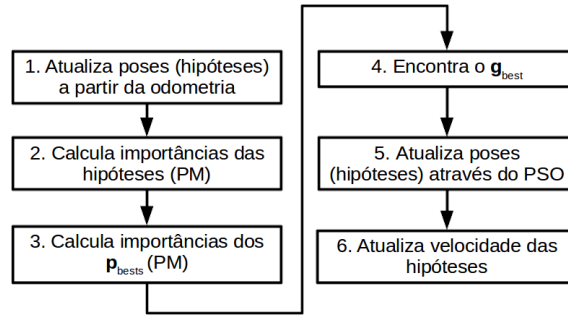 1. Atualiza poses (hipóteses)
a partir da odometria
2. Calcula importâncias das
hipóteses (PM)
3. Calcula importâncias dos
pbests (PM)
4. Encontra o gbest
5. Atualiza poses
(hipóteses) através do PSO
6. Atualiza velocidade das
hipóteses